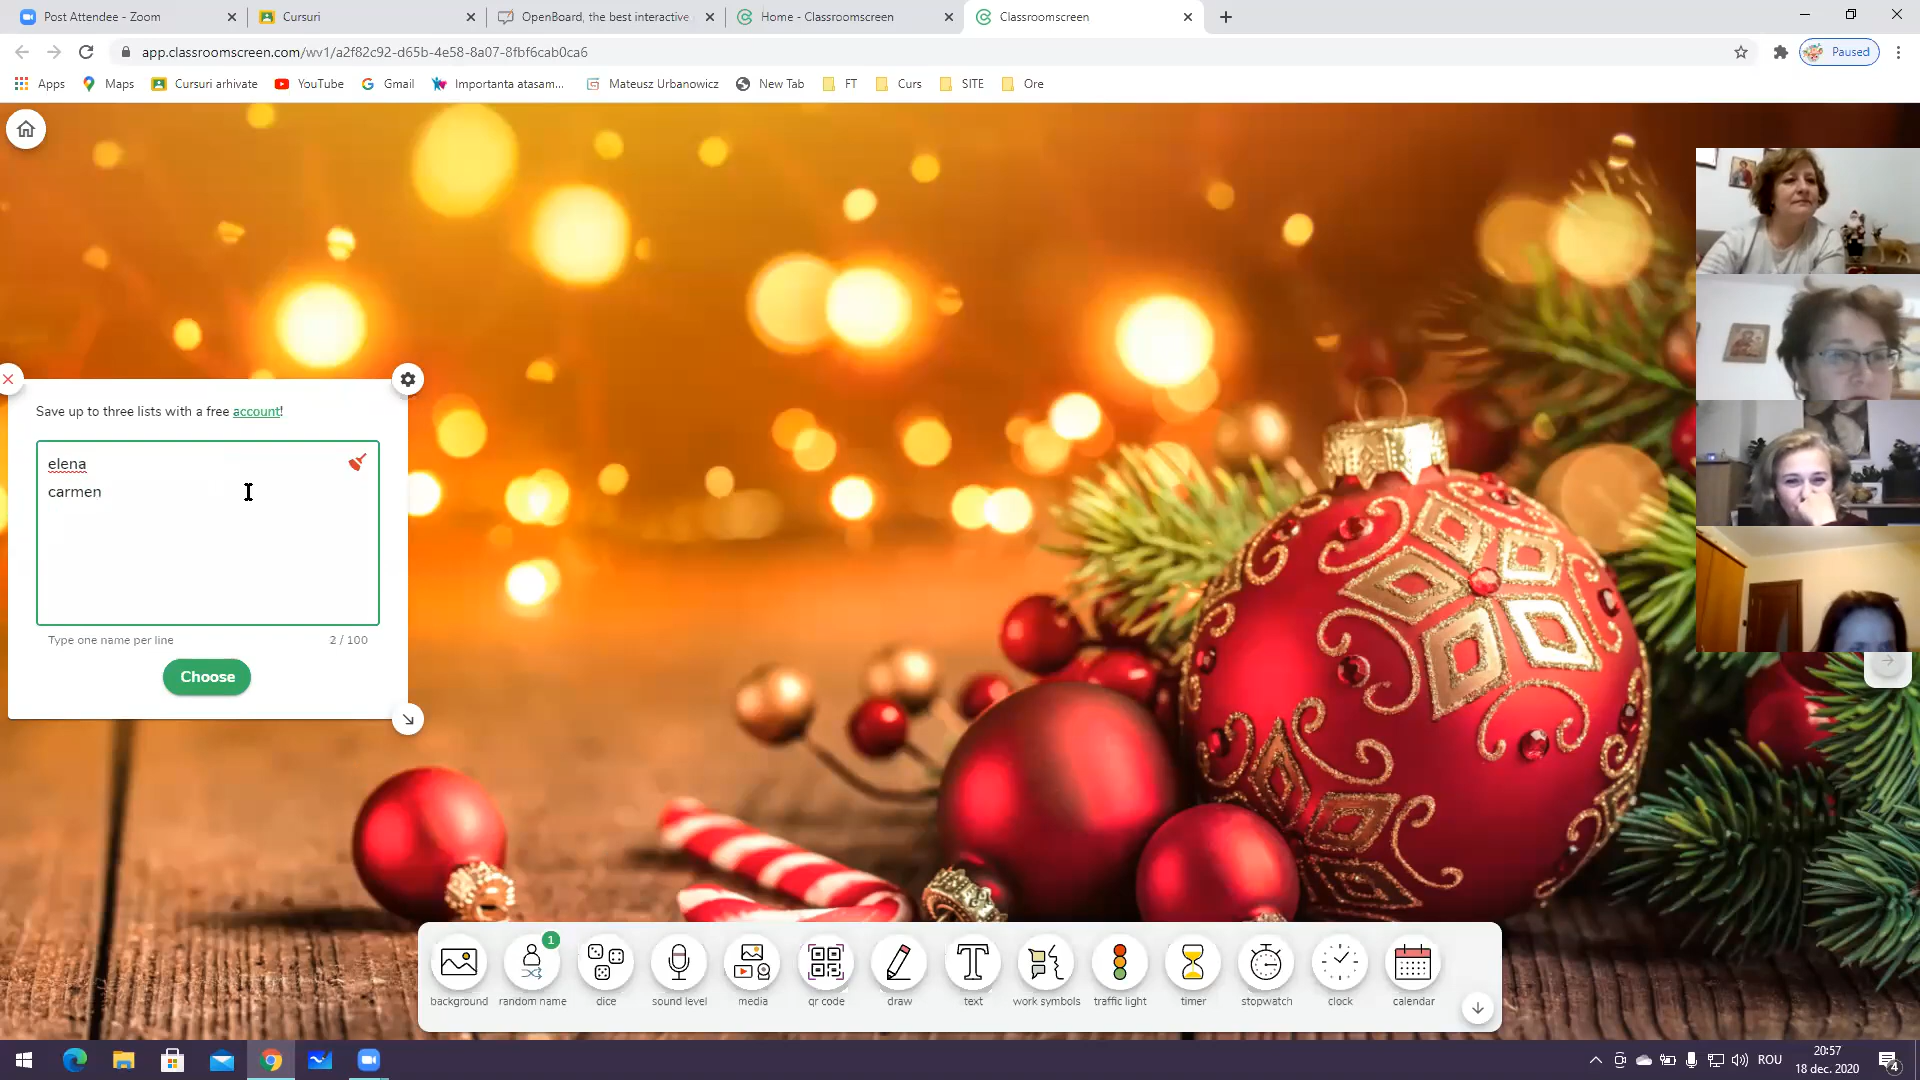 Post Attendee - Zoom
Cursuri
OpenBoard, the best interactive
Home - Classroomscreen
Classroomscreen
app.classroomscreen.com/wv1/a2f82c92-d65b-4e58-8a07-8fbf6cab0ca6
Paused
Apps
Maps
Cursuri arhivate
YouTube
Gmail
Importanta atasam...
Mateusz Urbanowicz
New Tab
FT
Curs
SITE
Ore
Save up to three lists with a free account!
elena
carmen
Type one name per line
2 / 100
Choose
1
background
random name
dice
sound level
media
qr code
draw
text
work symbols
traffic light
timer
stopwatch
clock
calendar
ROU
20:57
18 dec. 2020
4